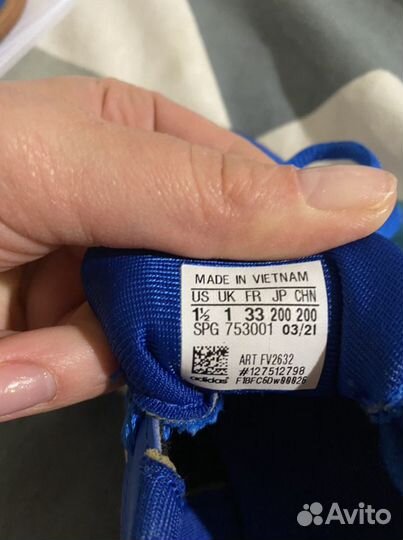 MADE IN VIETNAM
US UK FR JP CHN
1½ 1 33 200 200
SPG 753001 03/21
ART FV2632
#127512798
adidas F1BFC6DW00026
Avito